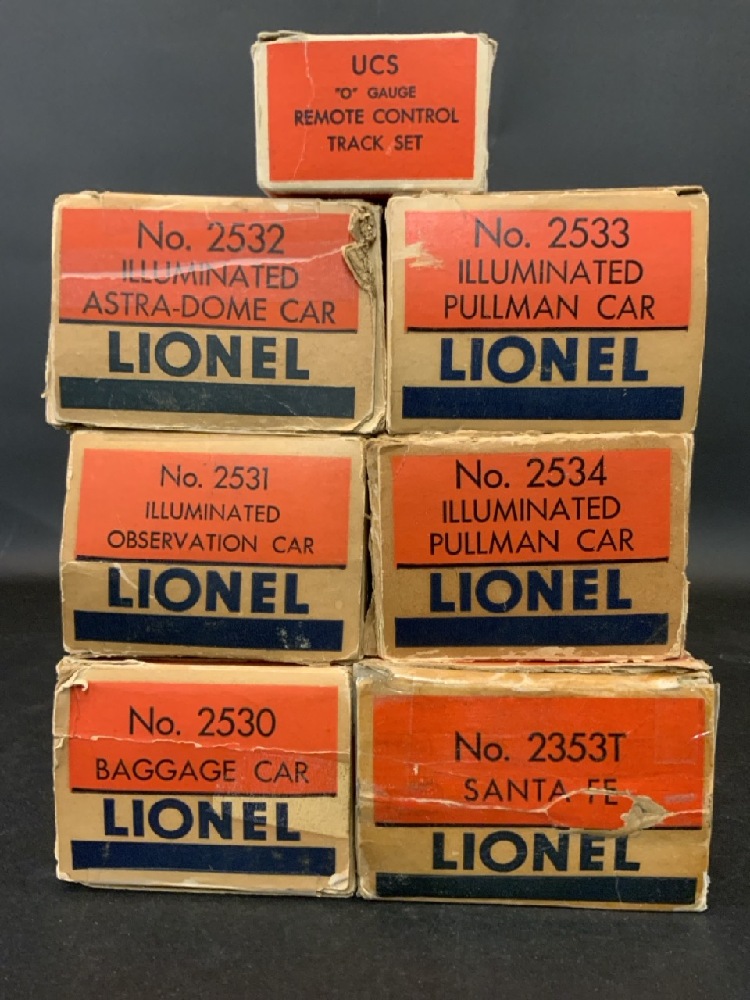 UCS
"O" GAUGE
REMOTE CONTROL
TRACK SET
No. 2532
ILLUMINATED
ASTRA-DOME CAR
LIONEL
No. 2533
ILLUMINATED
PULLMAN CAR
LIONEL
No. 2531
ILLUMINATED
OBSERVATION CAR
LIONEL
No. 2534
ILLUMINATED
PULLMAN CAR
LIONEL
No. 2530
BAGGAGE CAR
LIONEL
No. 2353T
SANTA FE
LIONEL